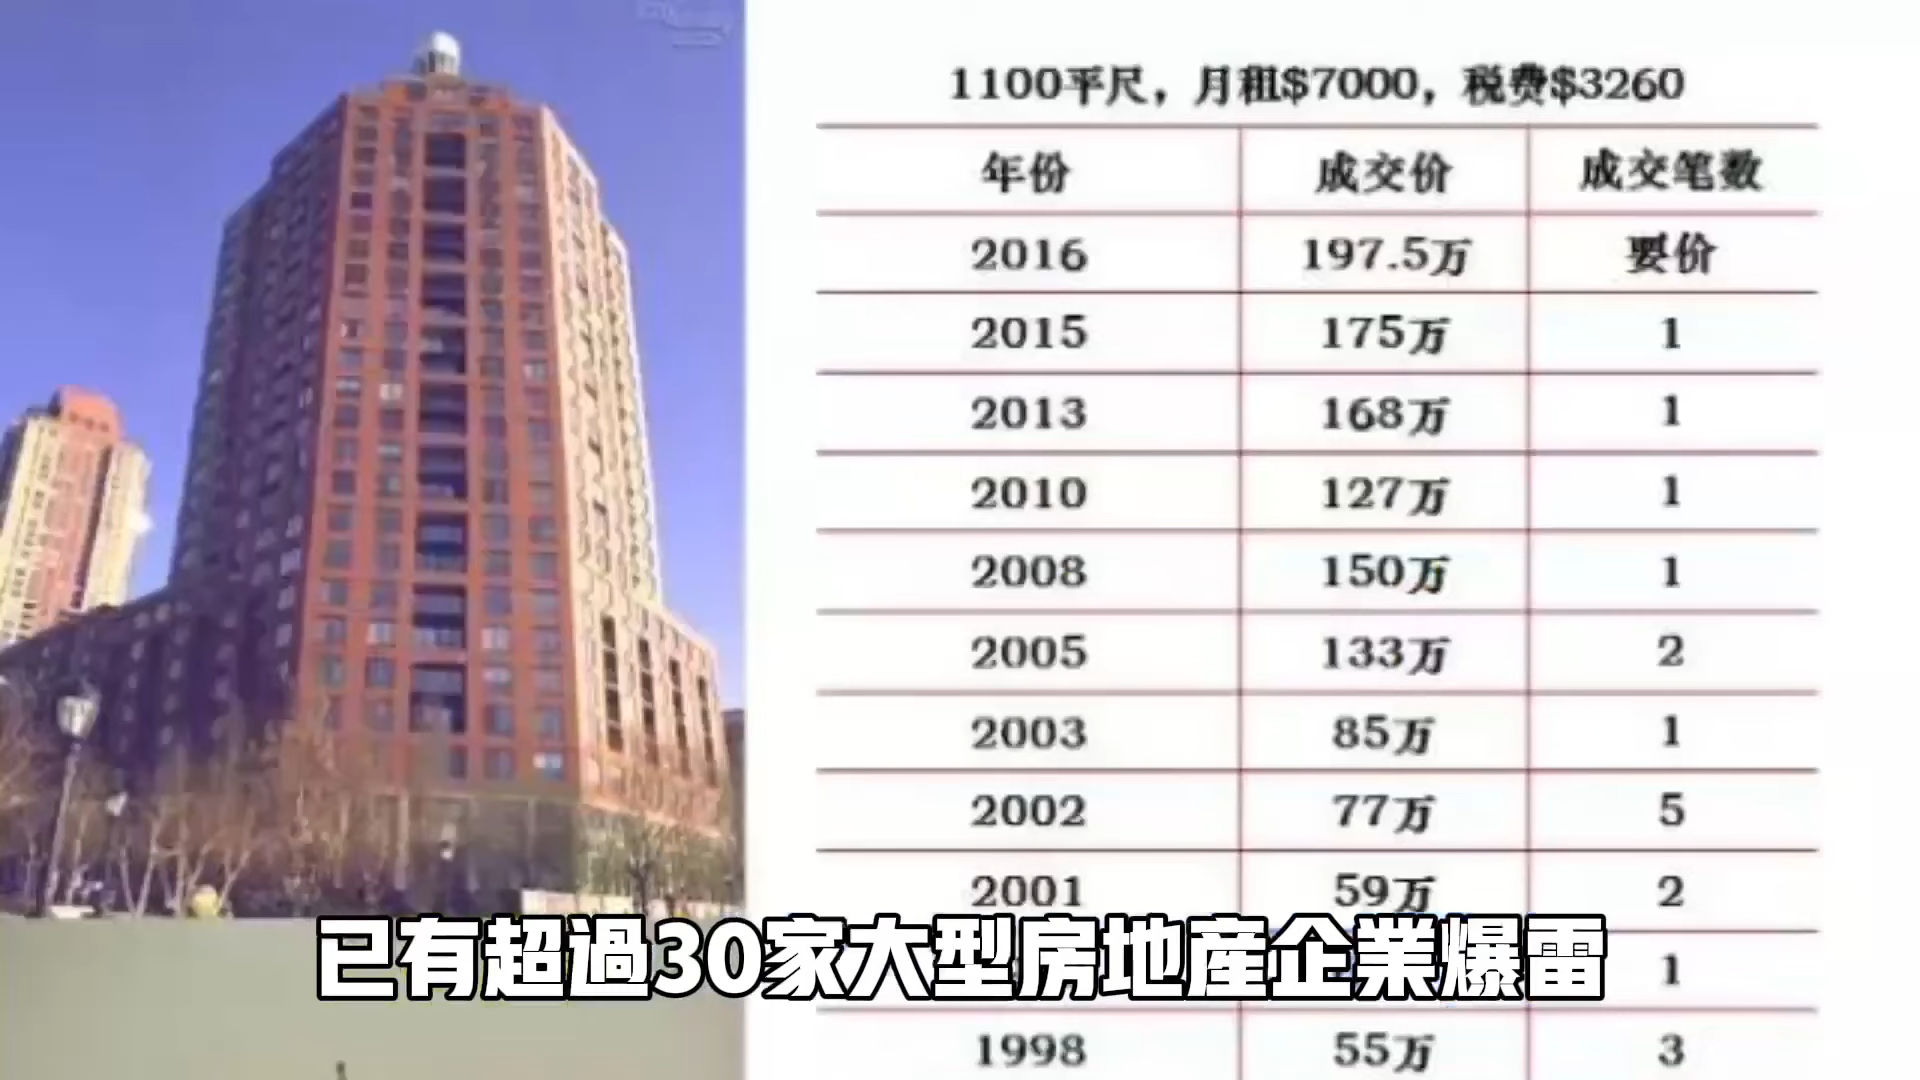 1100平尺，月租$7000，税费$3260
年份 成交价 成交笔数
2016 197.5万 要价
2015 175万 1
2013 168万 1
2010 127万 1
2008 150万 1
2005 133万 2
2003 85万 1
2002 77万 5
2001 59万 2
1
已有超過30家大型房地產企業爆雷
1998 55万 3